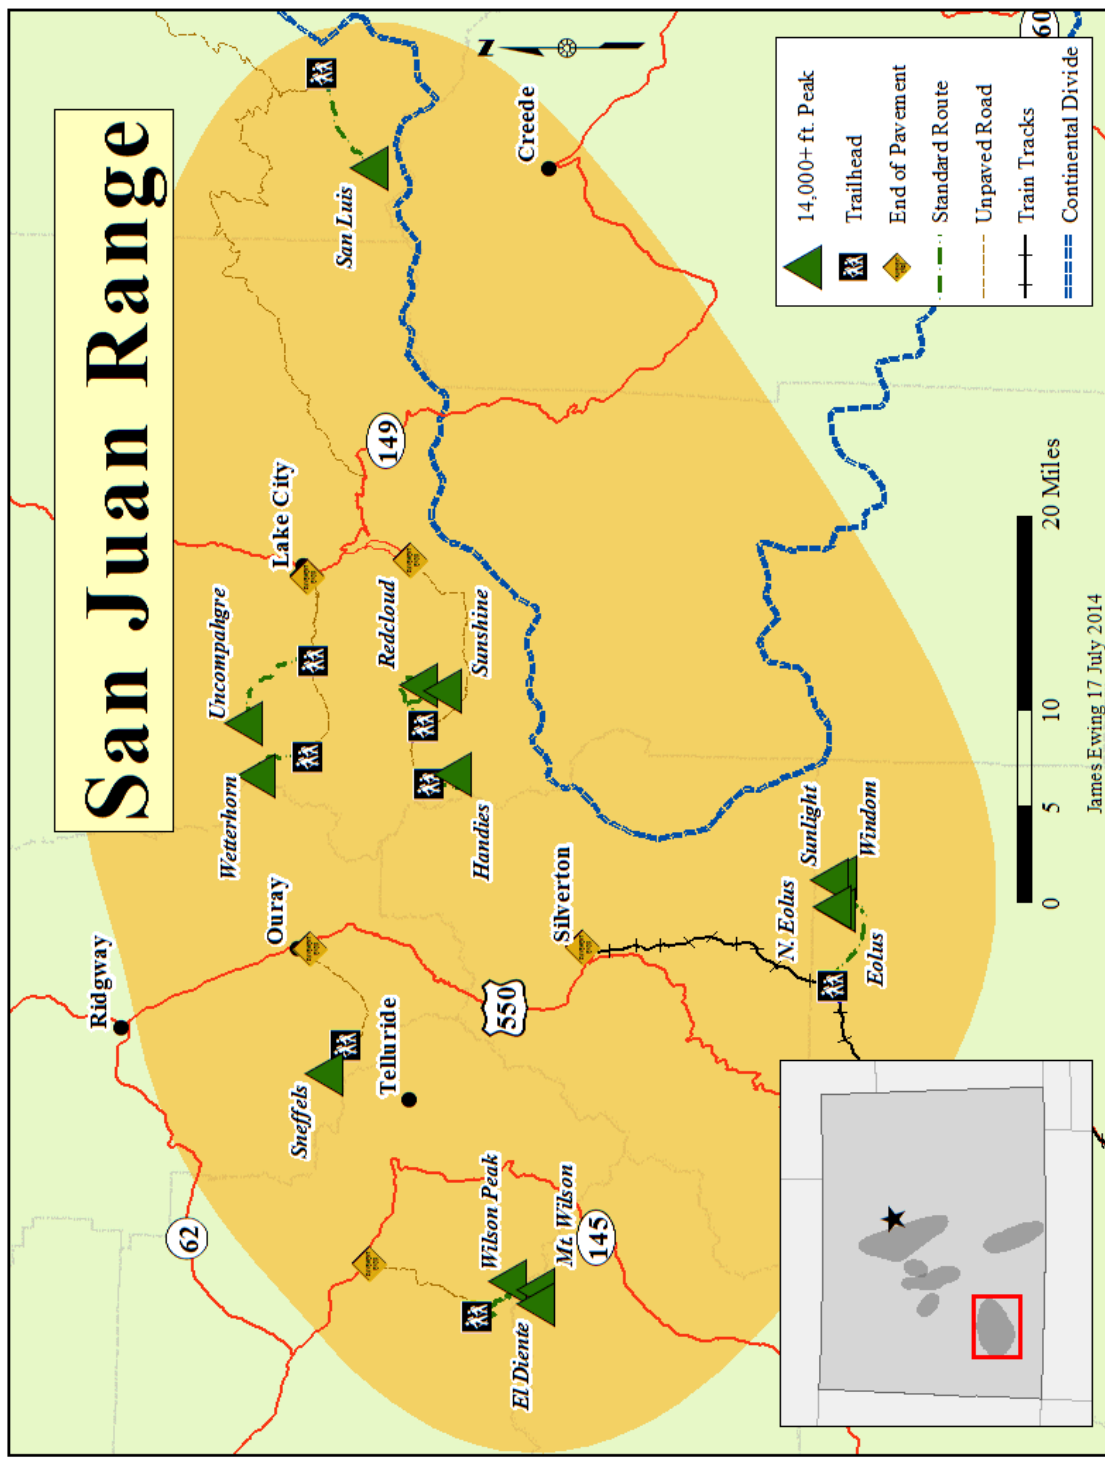 San Juan Range
Ridgway
62
Ouray
Lake City
Uncompahgre
Wetterhorn
San Luis
149
Sneffels
Telluride
Redcloud
Sunshine
Handies
Creede
550
Silverton
Wilson Peak
Mt. Wilson
El Diente
145
N. Eolus
Sunlight
Windom
Eolus
60
N
14,000+ ft. Peak
Trailhead
End of Pavement
Standard Route
Unpaved Road
Train Tracks
Continental Divide
0 5 10 20 Miles
James Ewing 17 July 2014